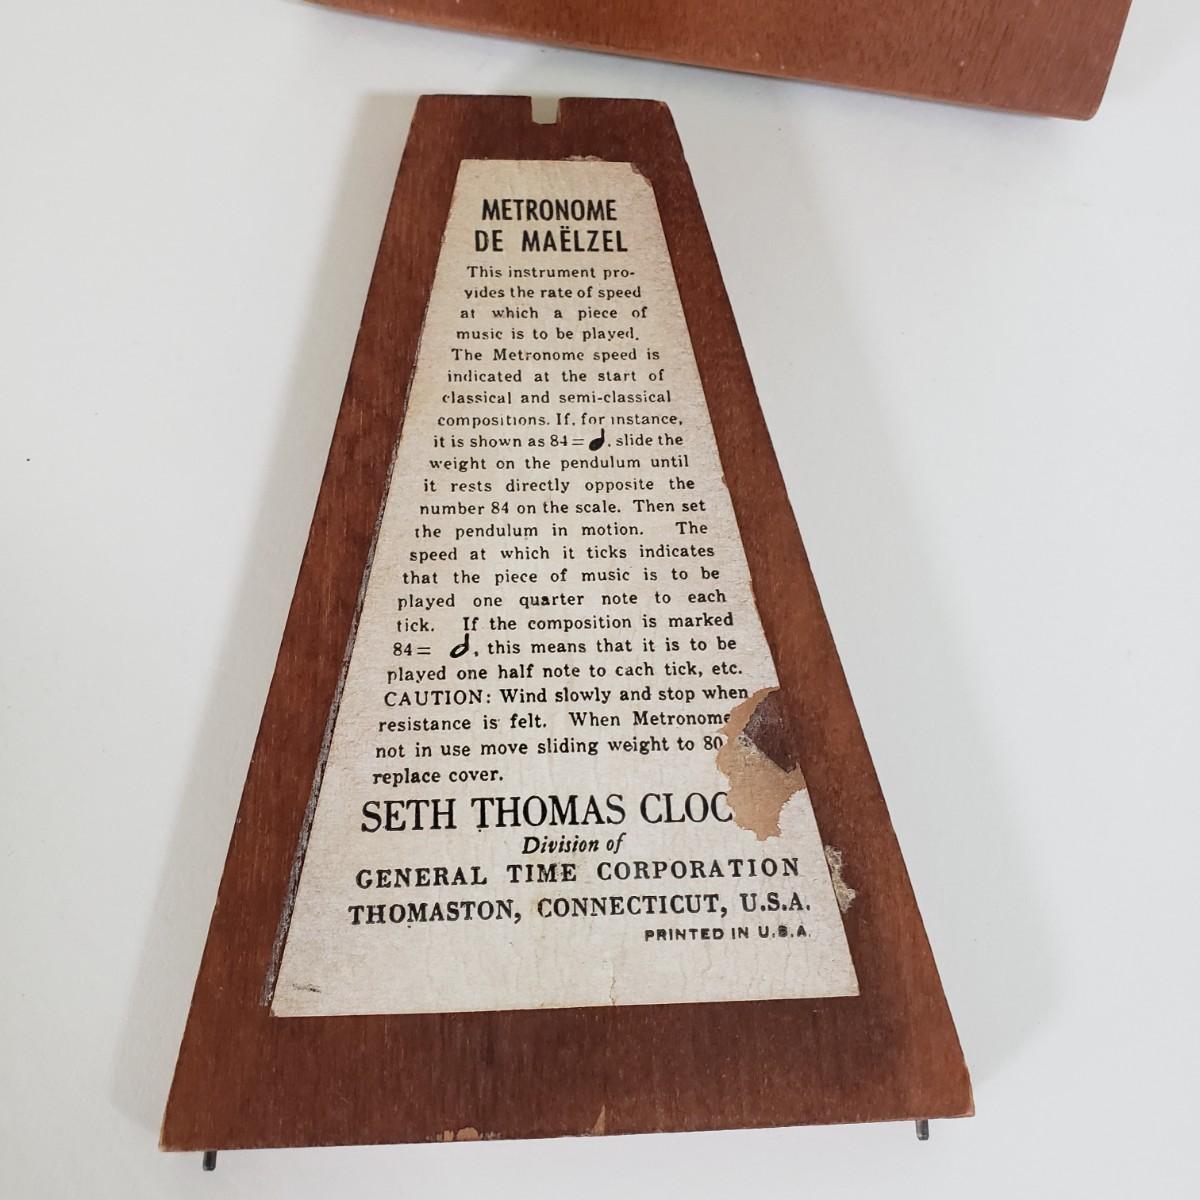 METRONOME
DE MAËLZEL
This instrument pro-
vides the rate of speed
at which a piece of
music is to be played.
The Metronome speed is
indicated at the start of
classical and semi-classical
compositions. If, for instance,
it is shown as 84 = 𝅘𝅥, slide the
weight on the pendulum until
it rests directly opposite the
number 84 on the scale. Then set
the pendulum in motion. The
speed at which it ticks indicates
that the piece of music is to be
played one quarter note to each
tick. If the composition is marked
84 = 𝅗𝅥, this means that it is to be
played one half note to each tick, etc.
CAUTION: Wind slowly and stop when
resistance is felt. When Metronome
not in use move sliding weight to 80
replace cover.
SETH THOMAS CLOC
Division of
GENERAL TIME CORPORATION
THOMASTON, CONNECTICUT, U.S.A.
PRINTED IN U.S.A.